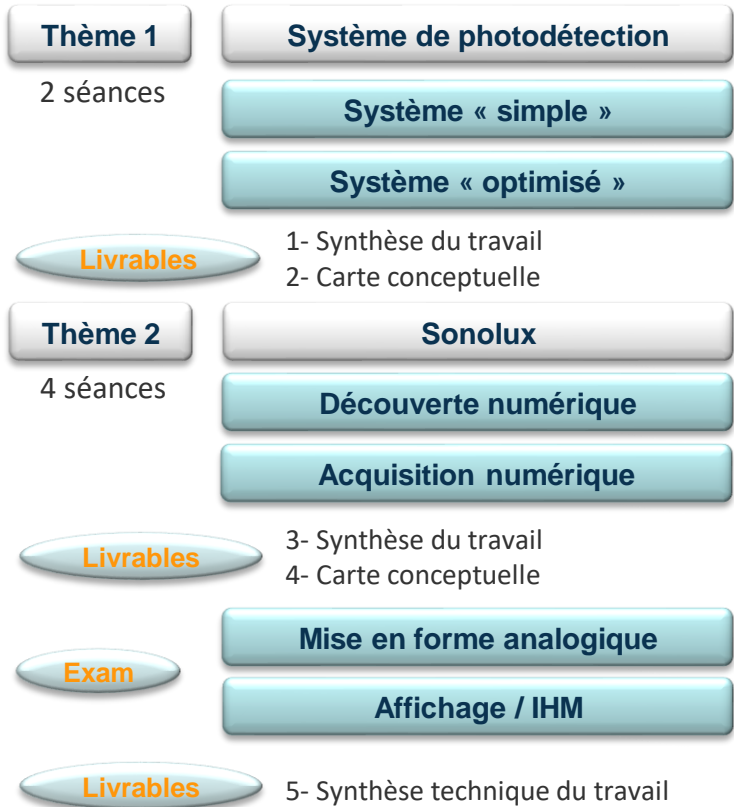 Thème 1
Système de photodétection
2 séances
Système « simple »
Système « optimisé »
Livrables
1- Synthèse du travail
2- Carte conceptuelle
Thème 2
Sonolux
4 séances
Découverte numérique
Acquisition numérique
Livrables
3- Synthèse du travail
4- Carte conceptuelle
Mise en forme analogique
Exam
Affichage / IHM
Livrables
5- Synthèse technique du travail